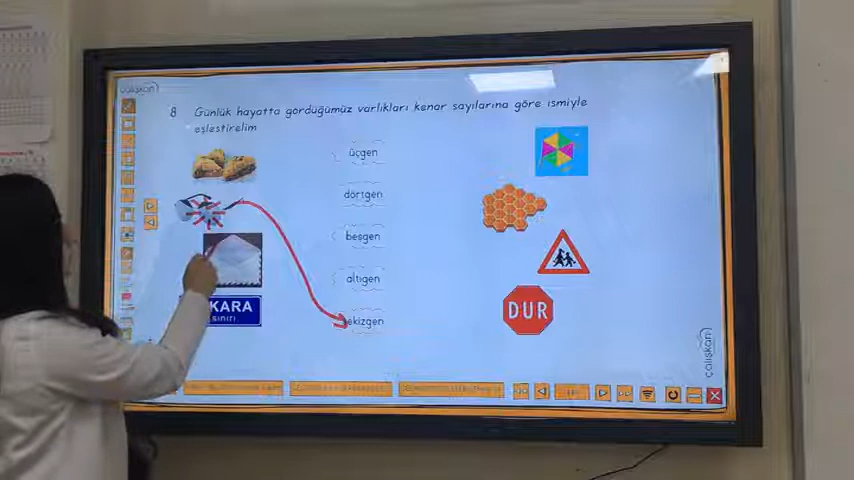 çalışkan
8 Günlük hayatta gördüğümüz varlıkları kenar sayılarına göre ismiyle
eşleştirelim
üçgen
dörtgen
beşgen
altıgen
sekizgen
KARA
sınırı
DUR
çalışkan